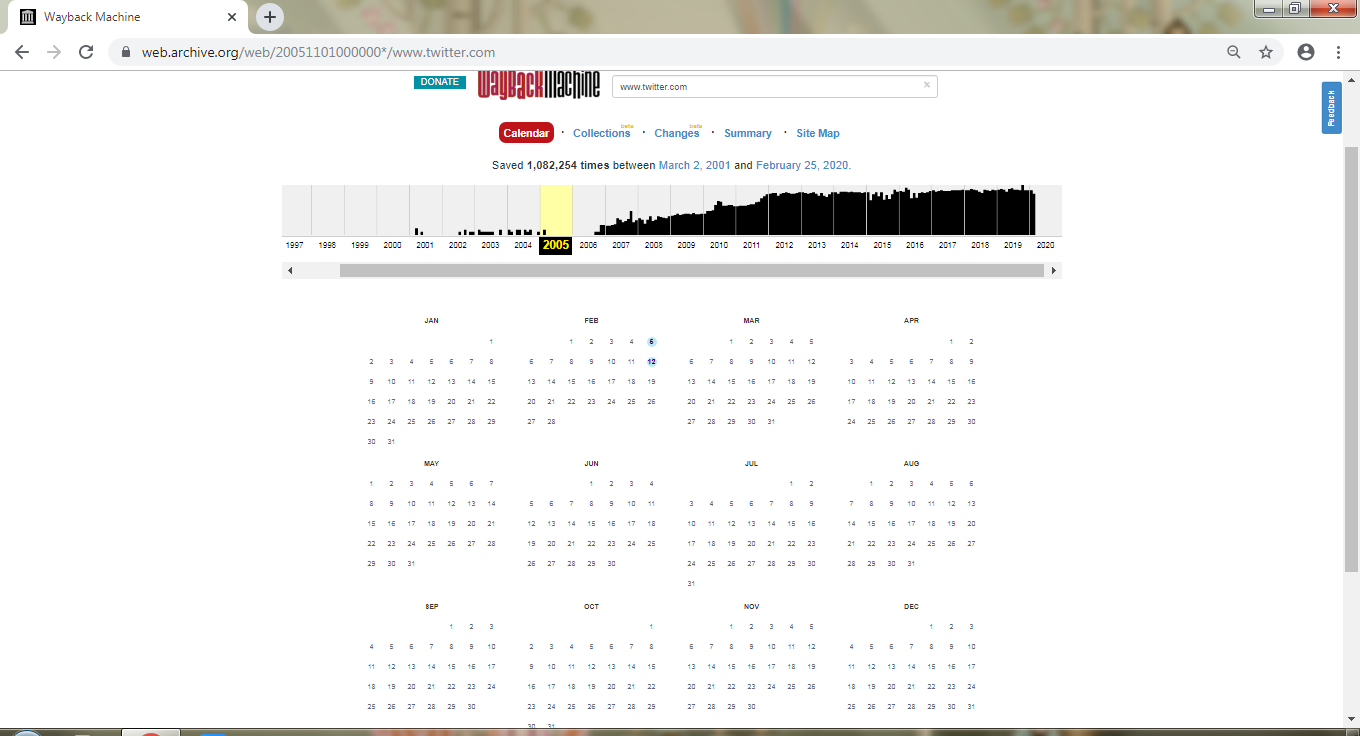 Wayback Machine
web.archive.org/web/20051101000000*/www.twitter.com
DONATE
WayBackMachine
www.twitter.com
Feedback
Calendar · Collections beta · Changes beta · Summary · Site Map
Saved 1,082,254 times between March 2, 2001 and February 25, 2020.
1997 1998 1999 2000 2001 2002 2003 2004 2005 2006 2007 2008 2009 2010 2011 2012 2013 2014 2015 2016 2017 2018 2019 2020
JAN
1
2 3 4 5 6 7 8
9 10 11 12 13 14 15
16 17 18 19 20 21 22
23 24 25 26 27 28 29
30 31
FEB
1 2 3 4 5
6 7 8 9 10 11 12
13 14 15 16 17 18 19
20 21 22 23 24 25 26
27 28
MAR
1 2 3 4 5
6 7 8 9 10 11 12
13 14 15 16 17 18 19
20 21 22 23 24 25 26
27 28 29 30 31
APR
1 2
3 4 5 6 7 8 9
10 11 12 13 14 15 16
17 18 19 20 21 22 23
24 25 26 27 28 29 30
MAY
1 2 3 4 5 6 7
8 9 10 11 12 13 14
15 16 17 18 19 20 21
22 23 24 25 26 27 28
29 30 31
JUN
1 2 3 4
5 6 7 8 9 10 11
12 13 14 15 16 17 18
19 20 21 22 23 24 25
26 27 28 29 30
JUL
1 2
3 4 5 6 7 8 9
10 11 12 13 14 15 16
17 18 19 20 21 22 23
24 25 26 27 28 29 30
31
AUG
1 2 3 4 5 6
7 8 9 10 11 12 13
14 15 16 17 18 19 20
21 22 23 24 25 26 27
28 29 30 31
SEP
1 2 3
4 5 6 7 8 9 10
11 12 13 14 15 16 17
18 19 20 21 22 23 24
25 26 27 28 29 30
OCT
1
2 3 4 5 6 7 8
9 10 11 12 13 14 15
16 17 18 19 20 21 22
23 24 25 26 27 28 29
30 31
NOV
1 2 3 4 5
6 7 8 9 10 11 12
13 14 15 16 17 18 19
20 21 22 23 24 25 26
27 28 29 30
DEC
1 2 3
4 5 6 7 8 9 10
11 12 13 14 15 16 17
18 19 20 21 22 23 24
25 26 27 28 29 30 31